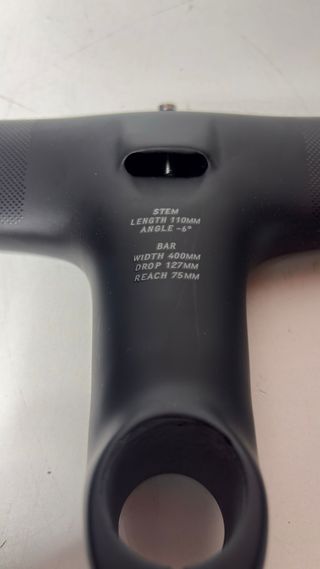 STEM
LENGTH 110MM
ANGLE -6°
BAR
WIDTH 400MM
DROP 127MM
REACH 75MM